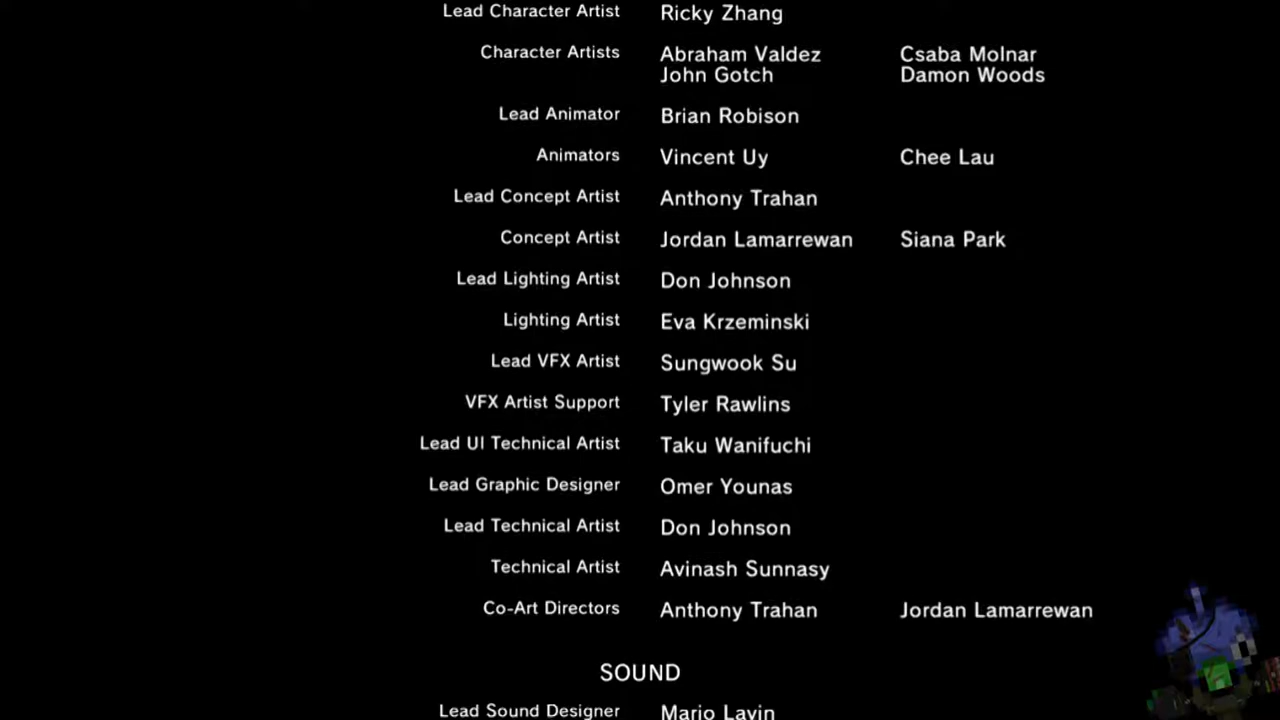 Lead Character Artist Ricky Zhang
Character Artists Abraham Valdez Csaba Molnar
John Gotch Damon Woods
Lead Animator Brian Robison
Animators Vincent Uy Chee Lau
Lead Concept Artist Anthony Trahan
Concept Artist Jordan Lamarrewan Siana Park
Lead Lighting Artist Don Johnson
Lighting Artist Eva Krzeminski
Lead VFX Artist Sungwook Su
VFX Artist Support Tyler Rawlins
Lead UI Technical Artist Taku Wanifuchi
Lead Graphic Designer Omer Younas
Lead Technical Artist Don Johnson
Technical Artist Avinash Sunnasy
Co-Art Directors Anthony Trahan Jordan Lamarrewan
SOUND
Lead Sound Designer Mario Lavin